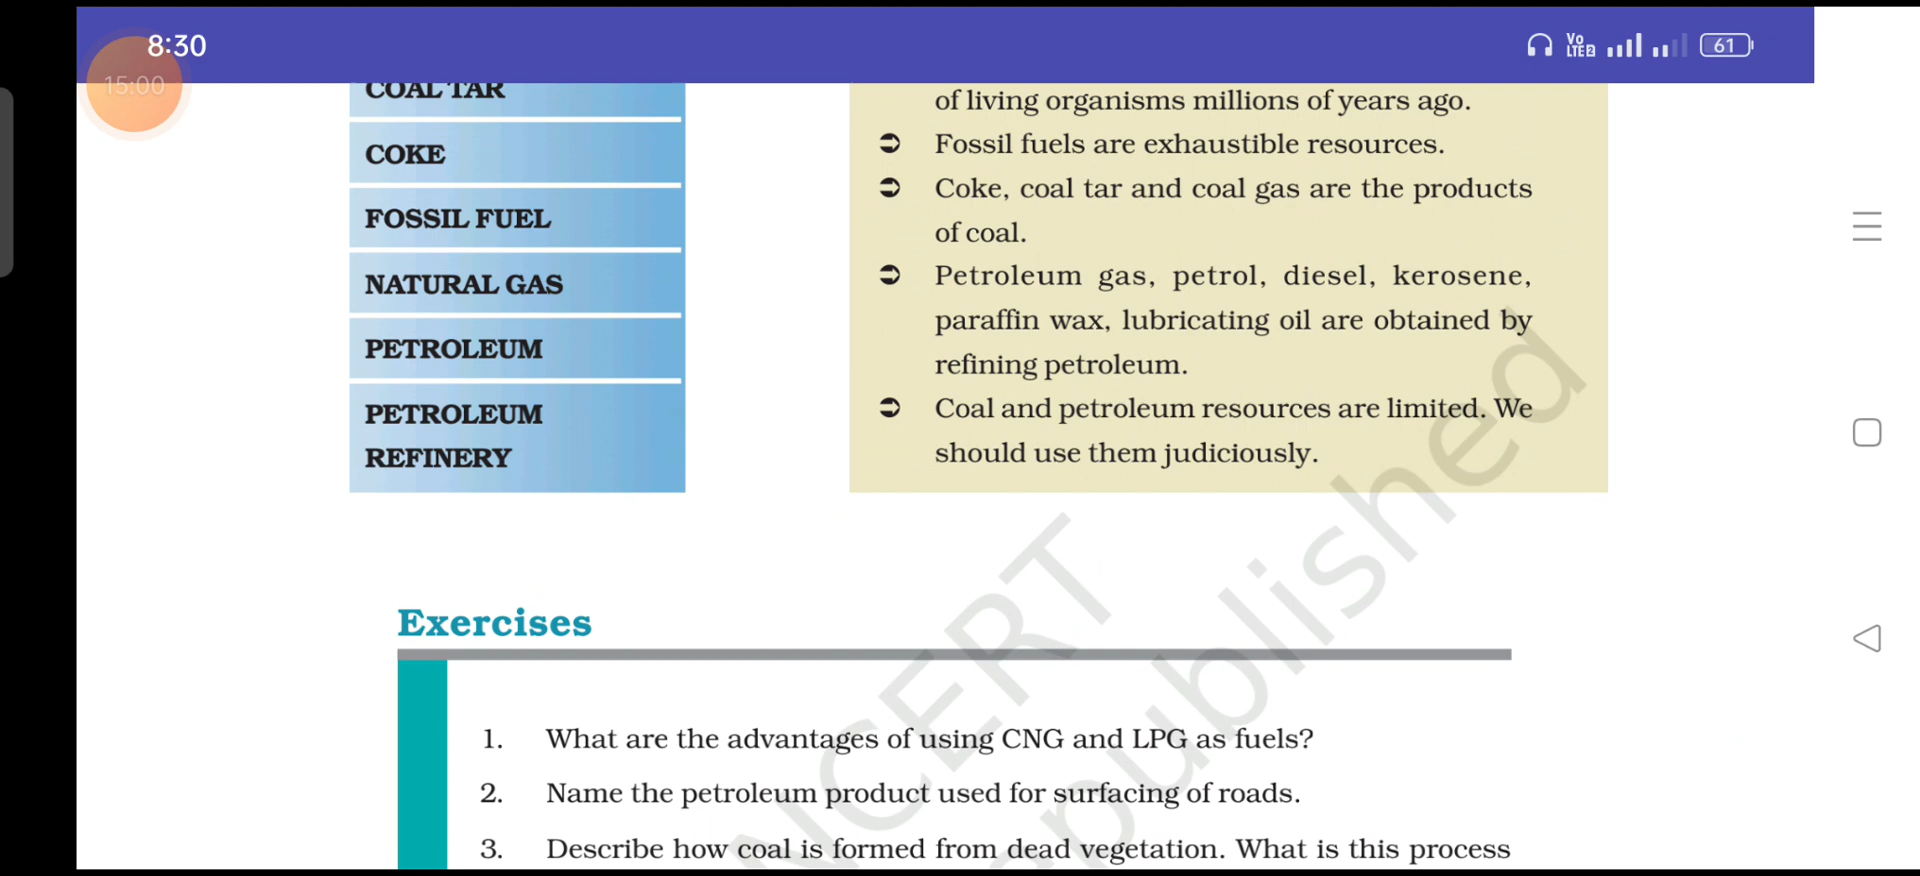 8:30
15:00
Vo
LTE2
61
COAL TAR
COKE
FOSSIL FUEL
NATURAL GAS
PETROLEUM
PETROLEUM
REFINERY
of living organisms millions of years ago.
➲ Fossil fuels are exhaustible resources.
➲ Coke, coal tar and coal gas are the products
of coal.
➲ Petroleum gas, petrol, diesel, kerosene,
paraffin wax, lubricating oil are obtained by
refining petroleum.
➲ Coal and petroleum resources are limited. We
should use them judiciously.
Exercises
1. What are the advantages of using CNG and LPG as fuels?
2. Name the petroleum product used for surfacing of roads.
3. Describe how coal is formed from dead vegetation. What is this process
NCERT
published